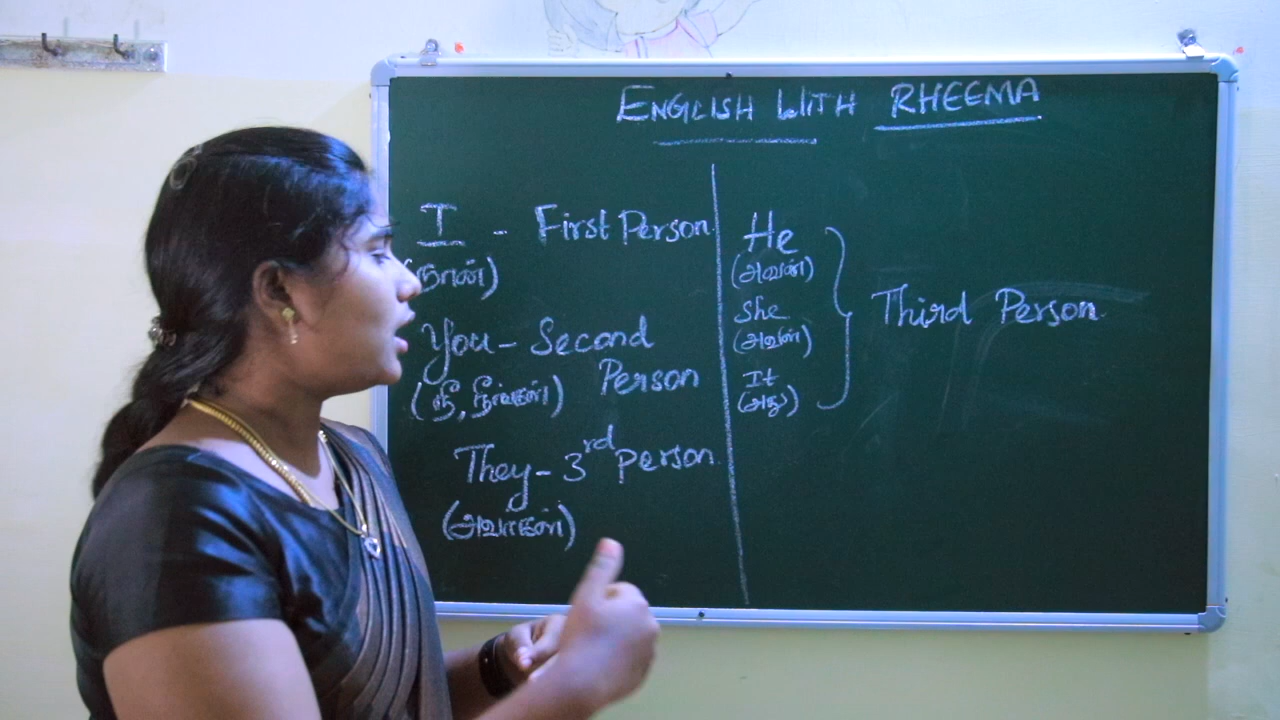 ENGLISH WITH RHEEMA
I - First Person
(நான்)
You - Second
Person
(நீ, நீங்கள்)
They - 3rd Person.
(அவர்கள்)
He
(அவன்)
She
(அவள்)
It
(அது)
Third Person.